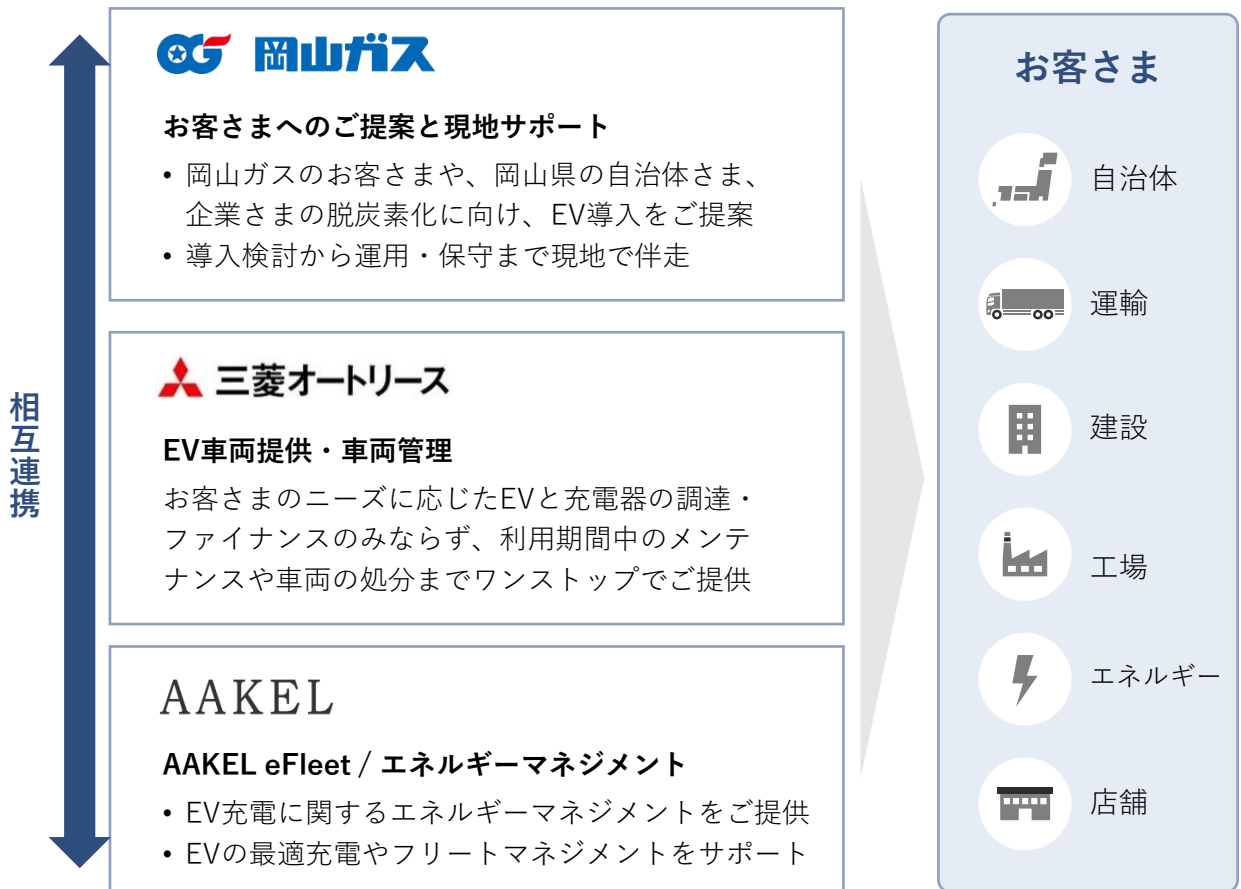 相互連携
OG 岡山ガス
お客さまへのご提案と現地サポート
• 岡山ガスのお客さまや、岡山県の自治体さま、
企業さまの脱炭素化に向け、EV導入をご提案
• 導入検討から運用・保守まで現地で伴走
三菱オートリース
EV車両提供・車両管理
お客さまのニーズに応じたEVと充電器の調達・
ファイナンスのみならず、利用期間中のメンテ
ナンスや車両の処分までワンストップでご提供
AAKEL
AAKEL eFleet / エネルギーマネジメント
• EV充電に関するエネルギーマネジメントをご提供
• EVの最適充電やフリートマネジメントをサポート
お客さま
自治体
運輸
建設
工場
エネルギー
店舗